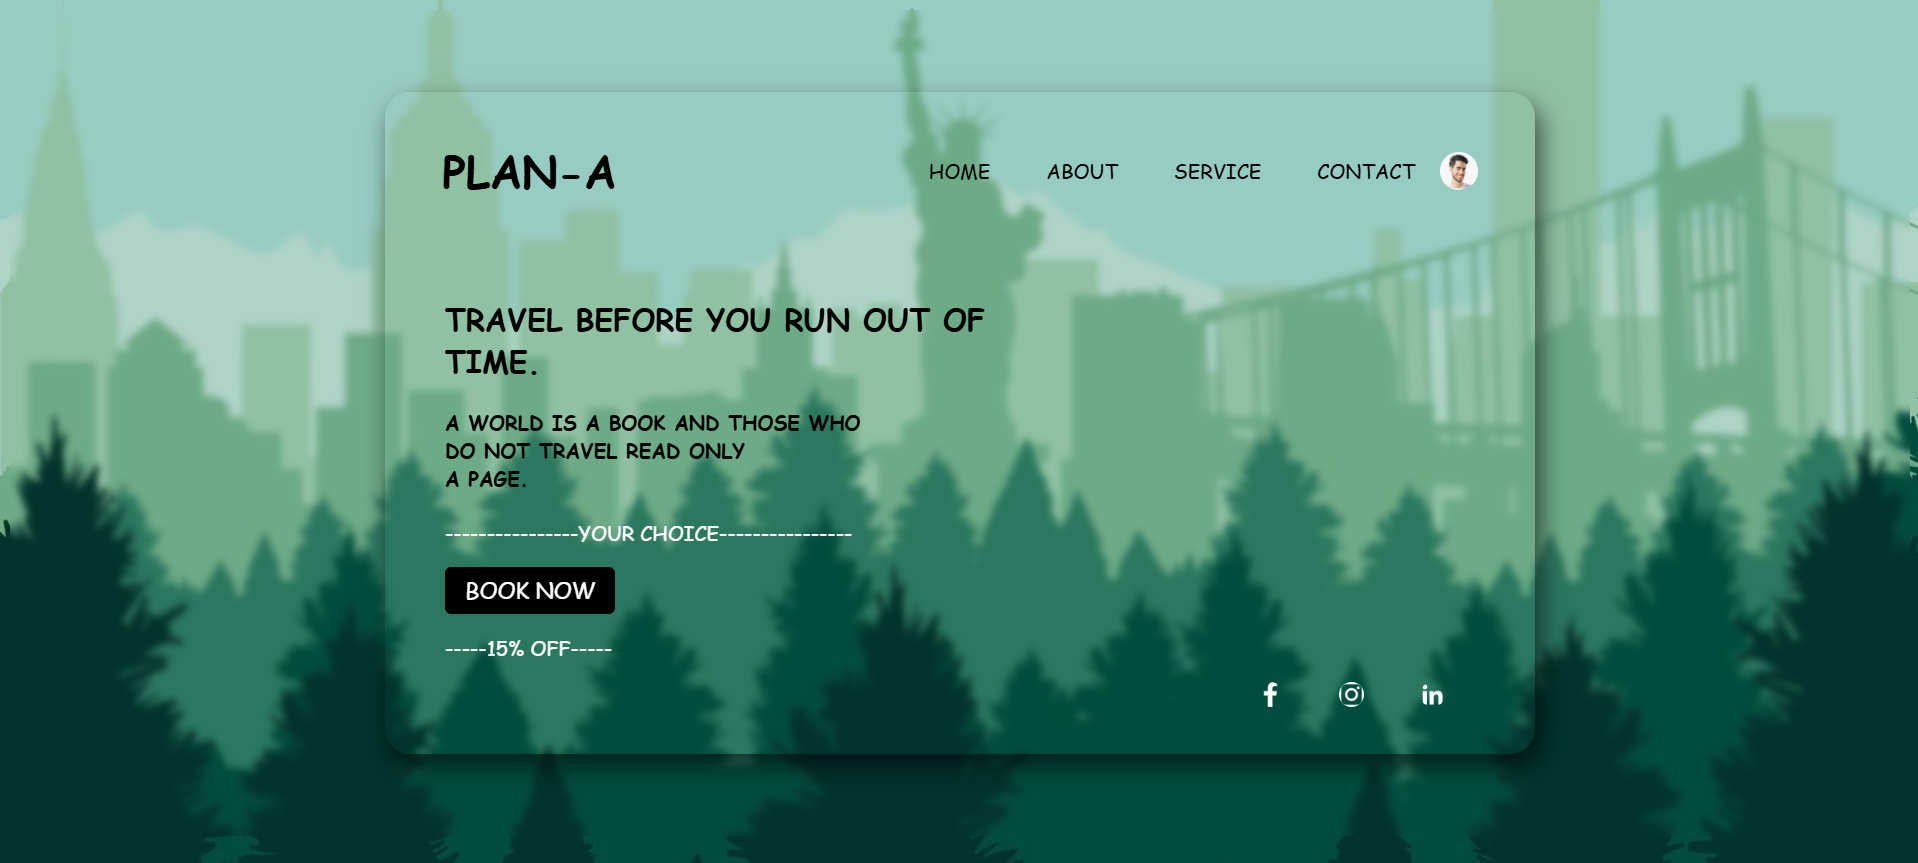 PLAN-A
HOME ABOUT SERVICE CONTACT
TRAVEL BEFORE YOU RUN OUT OF
TIME.
A WORLD IS A BOOK AND THOSE WHO
DO NOT TRAVEL READ ONLY
A PAGE.
----------------YOUR CHOICE----------------
BOOK NOW
-----15% OFF-----